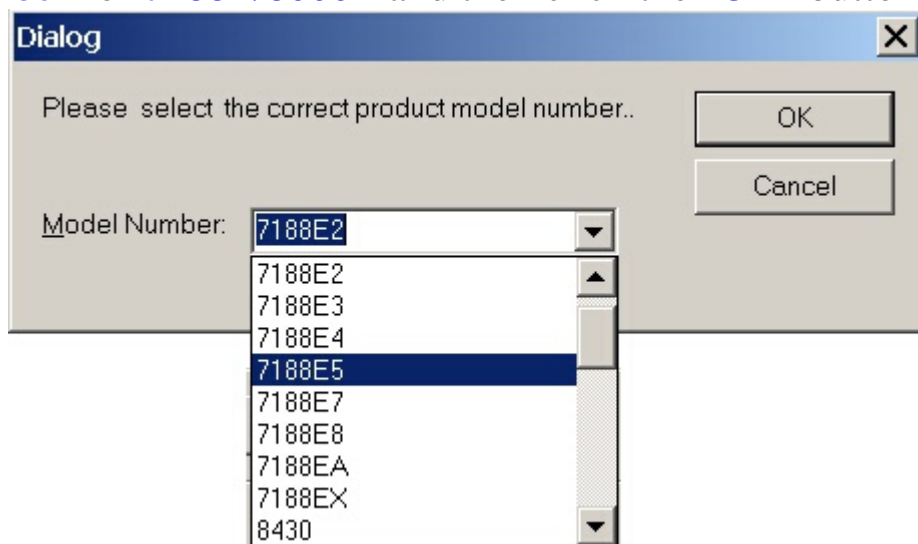 Dialog
Please select the correct product model number..
OK
Cancel
Model Number:
7188E2
7188E2
7188E3
7188E4
7188E5
7188E7
7188E8
7188EA
7188EX
8430